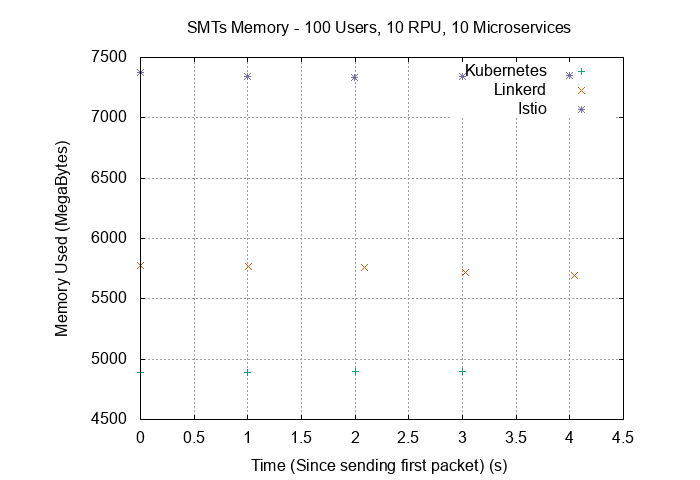 SMTs Memory - 100 Users, 10 RPU, 10 Microservices
Memory Used (MegaBytes)
7500
7000
6500
6000
5500
5000
4500
Kubernetes
Linkerd
Istio
0 0.5 1 1.5 2 2.5 3 3.5 4 4.5
Time (Since sending first packet) (s)